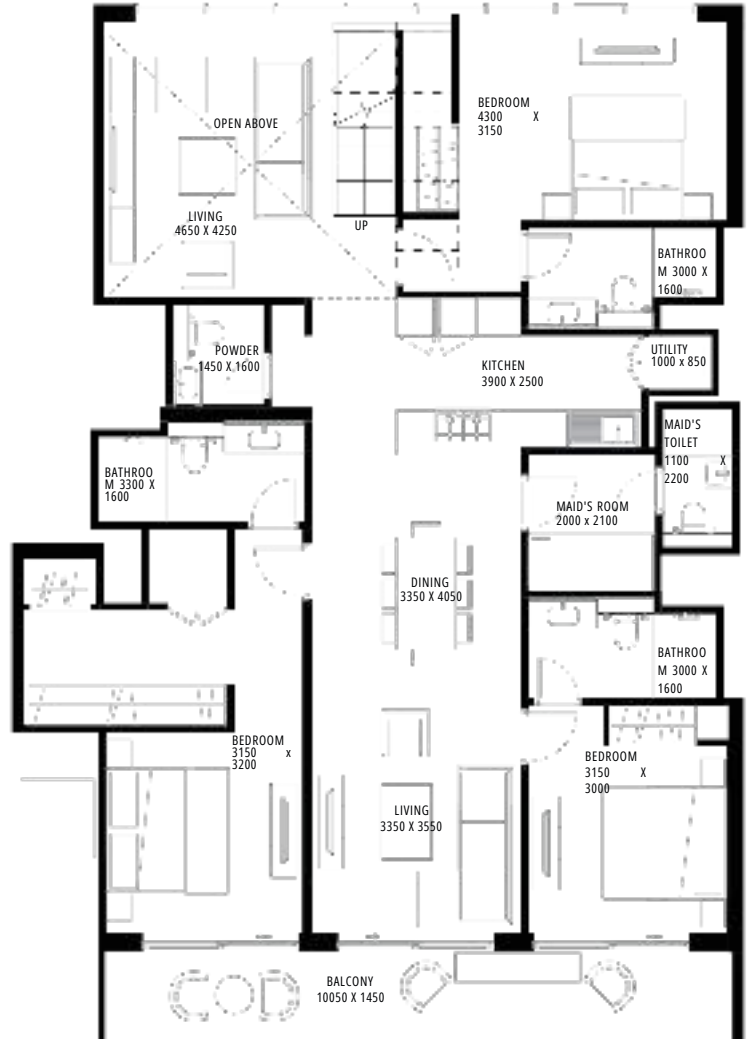 BEDROOM
4300 X
3150
OPEN ABOVE
LIVING
4650 X 4250
UP
BATHROO
M 3000 X
1600
POWDER
1450 X 1600
KITCHEN
3900 X 2500
UTILITY
1000 x 850
MAID'S
TOILET
1100 X
2200
BATHROO
M 3300 X
1600
MAID'S ROOM
2000 x 2100
DINING
3350 X 4050
BATHROO
M 3000 X
1600
BEDROOM
3150 x
3200
BEDROOM
3150 X
3000
LIVING
3350 X 3550
BALCONY
10050 X 1450